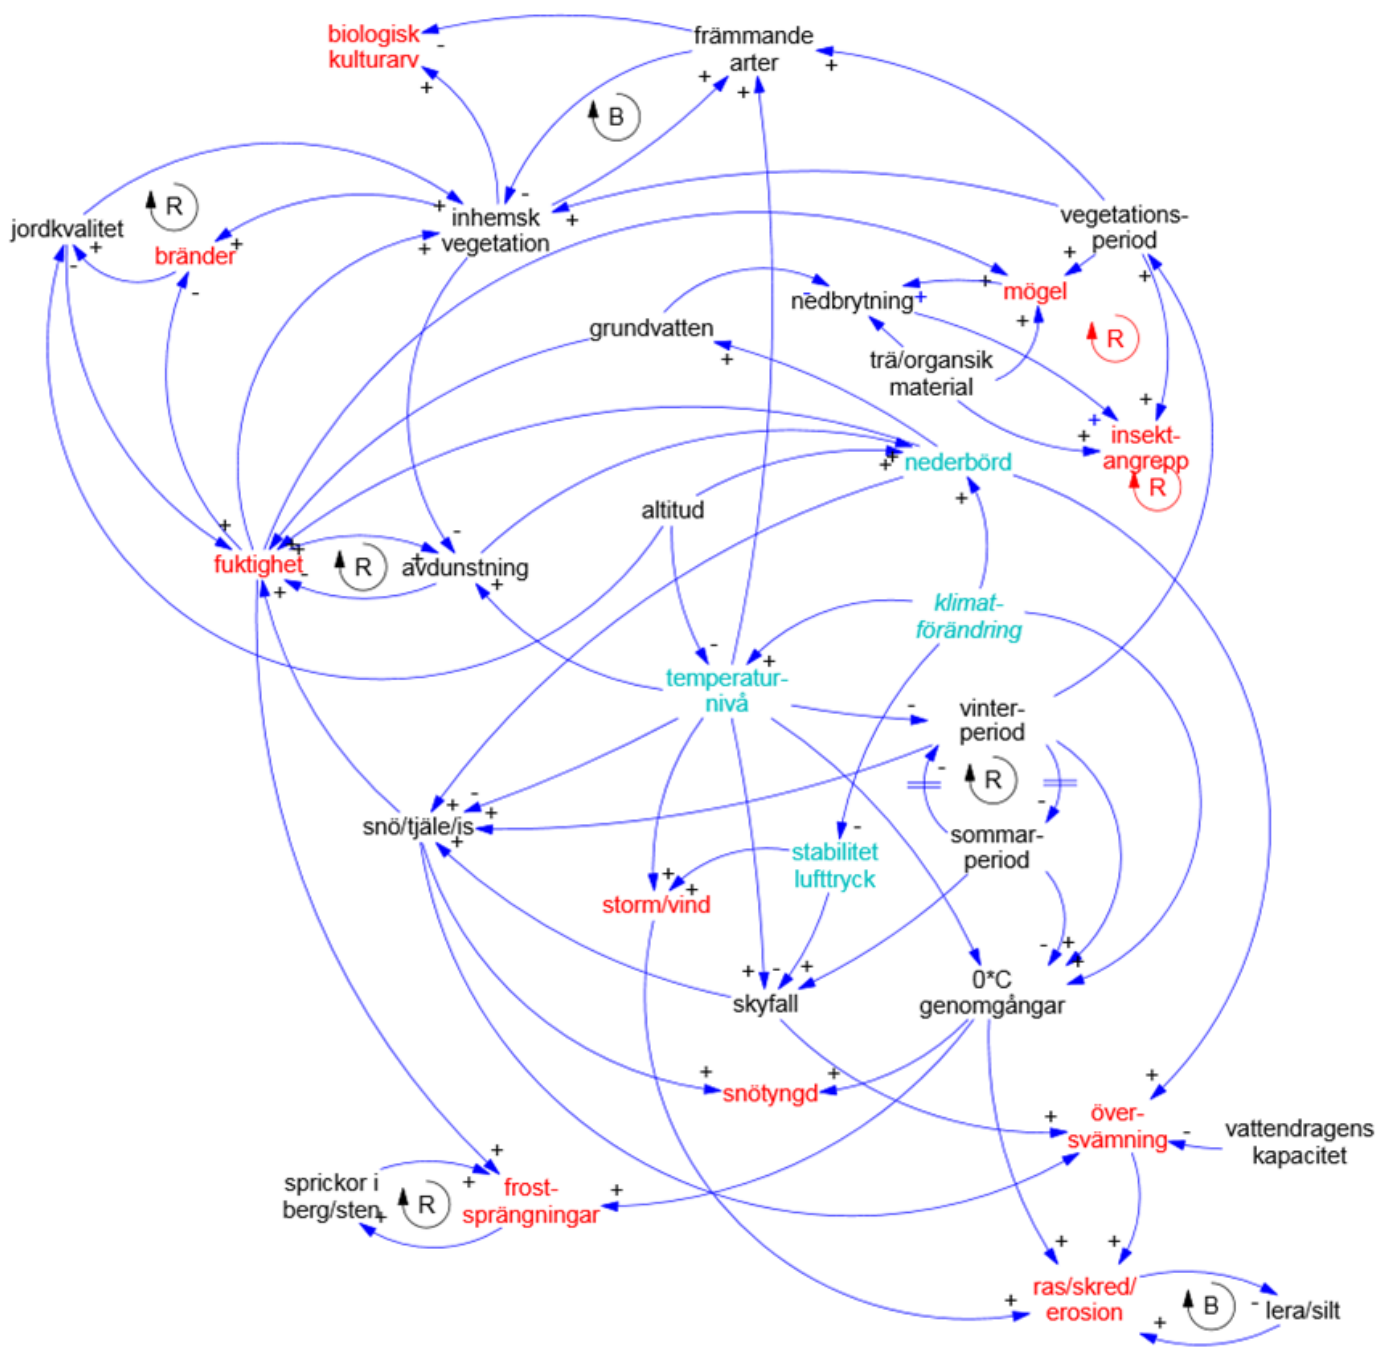 biologisk
kulturarv
främmande
arter
B
jordkvalitet
R
bränder
inhemsk
vegetation
vegetations-
period
nedbrytning
mögel
grundvatten
R
trä/organsik
material
insekt-
angrepp
R
nederbörd
altitud
fuktighet
R
avdunstning
klimat-
förändring
temperatur-
nivå
vinter-
period
R
snö/tjäle/is
sommar-
period
stabilitet
lufttryck
storm/vind
skyfall
0*C
genomgångar
snötyngd
över-
svämning
vattendragens
kapacitet
sprickor i
berg/sten
R
frost-
sprängningar
ras/skred/
erosion
B
lera/silt